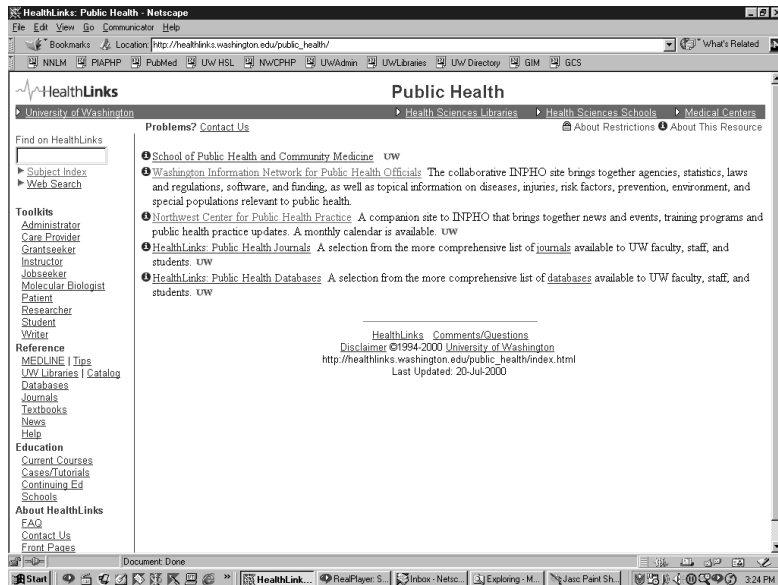 HealthLinks: Public Health - Netscape
File Edit View Go Communicator Help
Bookmarks Location: http://healthlinks.washington.edu/public_health/ What's Related
NNLM PIAPHP PubMed UW HSL NWCPHP UWAdmin UWLibraries UW Directory GIM GCS
HealthLinks
Public Health
University of Washington Health Sciences Libraries Health Sciences Schools Medical Centers
Problems? Contact Us About Restrictions About This Resource
Find on HealthLinks
Subject Index
Web Search
Toolkits
Administrator
Care Provider
Grantseeker
Instructor
Jobseeker
Molecular Biologist
Patient
Researcher
Student
Writer
Reference
MEDLINE | Tips
UW Libraries | Catalog
Databases
Journals
Textbooks
News
Help
Education
Current Courses
Cases/Tutorials
Continuing Ed
Schools
About HealthLinks
FAQ
Contact Us
Front Pages
School of Public Health and Community Medicine UW
Washington Information Network for Public Health Officials The collaborative INPHO site brings together agencies, statistics, laws
and regulations, software, and funding, as well as topical information on diseases, injuries, risk factors, prevention, environment, and
special populations relevant to public health.
Northwest Center for Public Health Practice A companion site to INPHO that brings together news and events, training programs and
public health practice updates. A monthly calendar is available. UW
HealthLinks: Public Health Journals A selection from the more comprehensive list of journals available to UW faculty, staff, and
students. UW
HealthLinks: Public Health Databases A selection from the more comprehensive list of databases available to UW faculty, staff, and
students. UW
HealthLinks Comments/Questions
Disclaimer ©1994-2000 University of Washington
http://healthlinks.washington.edu/public_health/index.html
Last Updated: 20-Jul-2000
Document: Done
Start HealthLink... RealPlayer: S... Inbox - Netsc... Exploring - M... Jasc Paint Sh... 3:24 PM